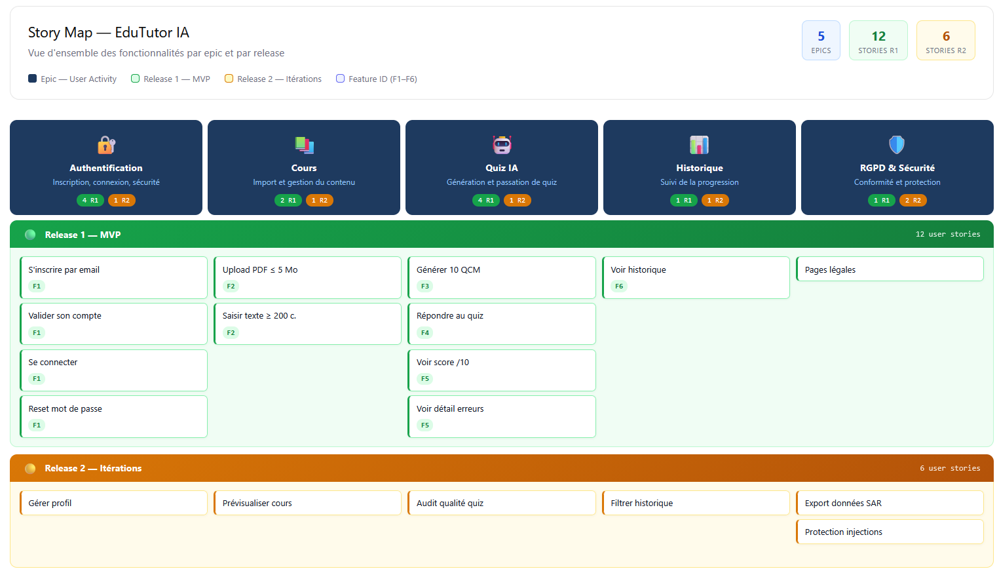 Story Map — EduTutor IA
Vue d'ensemble des fonctionnalités par epic et par release
5
EPICS
12
STORIES R1
6
STORIES R2
Epic — User Activity
Release 1 — MVP
Release 2 — Itérations
Feature ID (F1–F6)
Authentification
Inscription, connexion, sécurité
4 R1
1 R2
Cours
Import et gestion du contenu
2 R1
1 R2
Quiz IA
Génération et passation de quiz
4 R1
1 R2
Historique
Suivi de la progression
1 R1
1 R2
RGPD & Sécurité
Conformité et protection
1 R1
2 R2
Release 1 — MVP
12 user stories
S'inscrire par email
F1
Valider son compte
F1
Se connecter
F1
Reset mot de passe
F1
Upload PDF ≤ 5 Mo
F2
Saisir texte ≥ 200 c.
F2
Générer 10 QCM
F3
Répondre au quiz
F4
Voir score /10
F5
Voir détail erreurs
F5
Voir historique
F6
Pages légales
Release 2 — Itérations
6 user stories
Gérer profil
Prévisualiser cours
Audit qualité quiz
Filtrer historique
Export données SAR
Protection injections